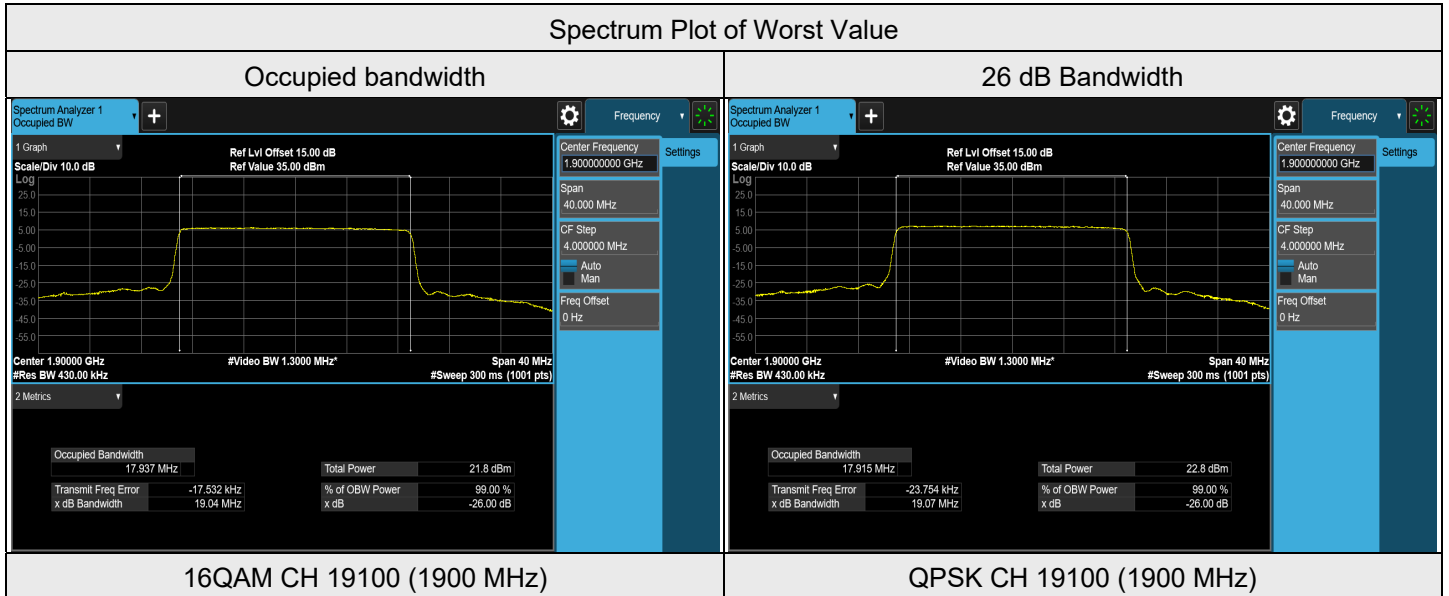 Spectrum Plot of Worst Value
Occupied bandwidth
26 dB Bandwidth
Spectrum Analyzer 1
Occupied BW
+
Frequency
1 Graph
Scale/Div 10.0 dB
Ref Lvl Offset 15.00 dB
Ref Value 35.00 dBm
Log
25.0
15.0
5.00
-5.00
-15.0
-25.0
-35.0
-45.0
-55.0
Center 1.90000 GHz
#Video BW 1.3000 MHz*
Span 40 MHz
#Res BW 430.00 kHz
#Sweep 300 ms (1001 pts)
Center Frequency
1.900000000 GHz
Settings
Span
40.000 MHz
CF Step
4.000000 MHz
Auto
Man
Freq Offset
0 Hz
2 Metrics
Occupied Bandwidth
17.937 MHz
Total Power 21.8 dBm
Transmit Freq Error -17.532 kHz % of OBW Power 99.00 %
x dB Bandwidth 19.04 MHz x dB -26.00 dB
16QAM CH 19100 (1900 MHz)
Spectrum Analyzer 1
Occupied BW
+
Frequency
1 Graph
Scale/Div 10.0 dB
Ref Lvl Offset 15.00 dB
Ref Value 35.00 dBm
Log
25.0
15.0
5.00
-5.00
-15.0
-25.0
-35.0
-45.0
-55.0
Center 1.90000 GHz
#Video BW 1.3000 MHz*
Span 40 MHz
#Res BW 430.00 kHz
#Sweep 300 ms (1001 pts)
Center Frequency
1.900000000 GHz
Settings
Span
40.000 MHz
CF Step
4.000000 MHz
Auto
Man
Freq Offset
0 Hz
2 Metrics
Occupied Bandwidth
17.915 MHz
Total Power 22.8 dBm
Transmit Freq Error -23.754 kHz % of OBW Power 99.00 %
x dB Bandwidth 19.07 MHz x dB -26.00 dB
QPSK CH 19100 (1900 MHz)